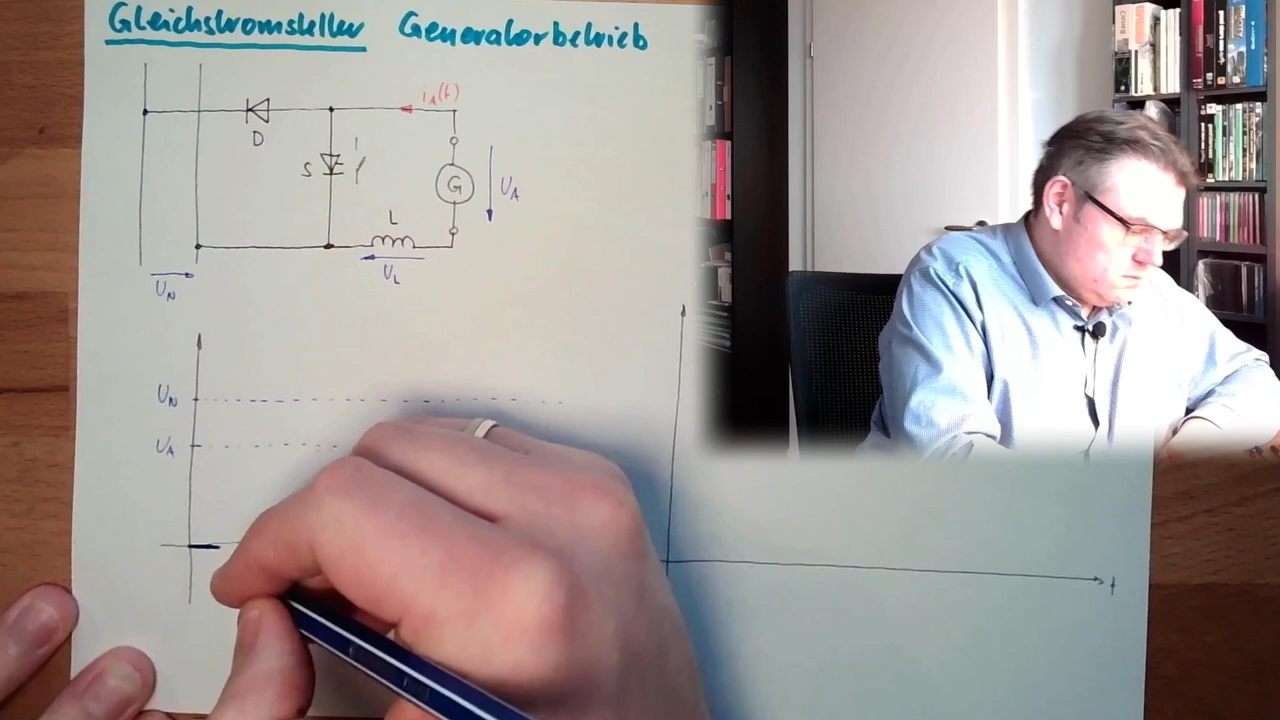 Gleichstromsteller Generatorbetrieb
i_A(t)
D
S
G
U_A
L
U_L
U_N
U_N
U_A
t